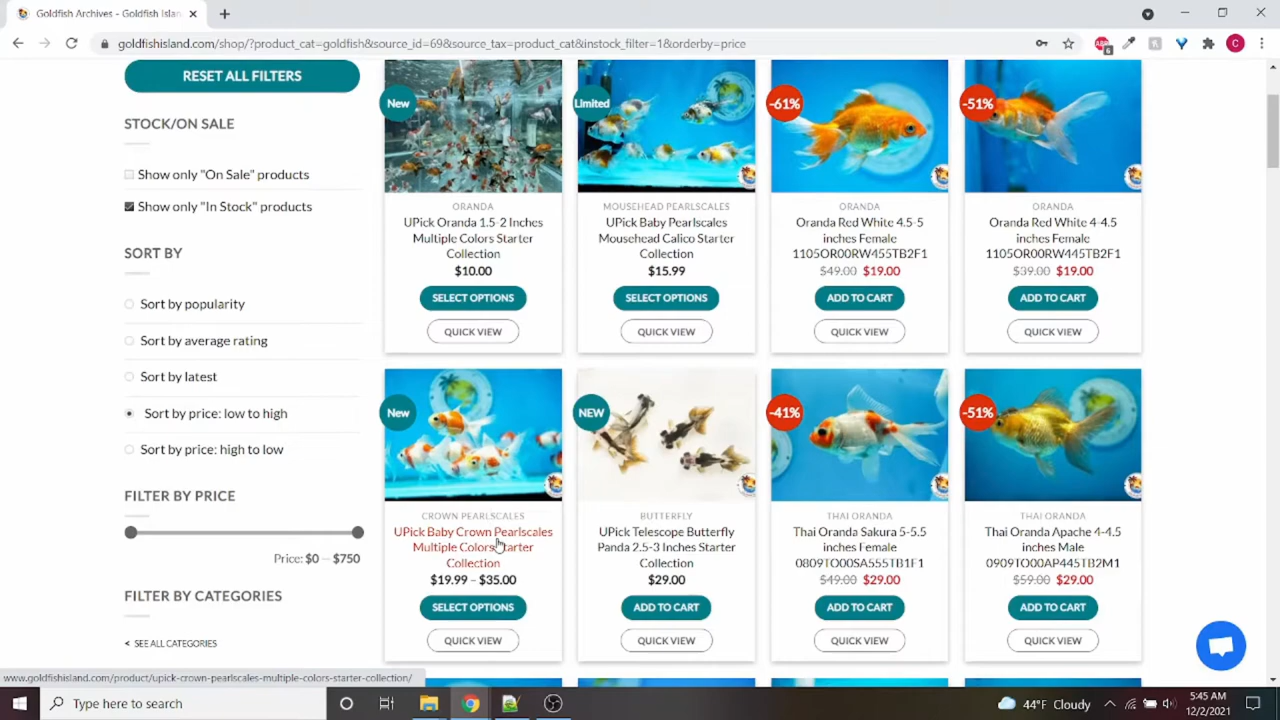 Goldfish Archives - Goldfish Islan
goldfishisland.com/shop/?product_cat=goldfish&source_id=69&source_tax=product_cat&instock_filter=1&orderby=price
6
C
RESET ALL FILTERS
STOCK/ON SALE
Show only "On Sale" products
Show only "In Stock" products
SORT BY
Sort by popularity
Sort by average rating
Sort by latest
Sort by price: low to high
Sort by price: high to low
FILTER BY PRICE
Price: $0 — $750
FILTER BY CATEGORIES
< SEE ALL CATEGORIES
New
ORANDA
UPick Oranda 1.5-2 Inches
Multiple Colors Starter
Collection
$10.00
SELECT OPTIONS
QUICK VIEW
Limited
MOUSEHEAD PEARLSCALES
UPick Baby Pearlscales
Mousehead Calico Starter
Collection
$15.99
SELECT OPTIONS
QUICK VIEW
-61%
ORANDA
Oranda Red White 4.5-5
inches Female
1105OR00RW455TB2F1
$49.00 $19.00
ADD TO CART
QUICK VIEW
-51%
ORANDA
Oranda Red White 4-4.5
inches Female
1105OR00RW445TB2F1
$39.00 $19.00
ADD TO CART
QUICK VIEW
New
CROWN PEARLSCALES
UPick Baby Crown Pearlscales
Multiple Colors Starter
Collection
$19.99 – $35.00
SELECT OPTIONS
QUICK VIEW
NEW
BUTTERFLY
UPick Telescope Butterfly
Panda 2.5-3 Inches Starter
Collection
$29.00
ADD TO CART
QUICK VIEW
-41%
THAI ORANDA
Thai Oranda Sakura 5-5.5
inches Female
0809TO00SA555TB1F1
$49.00 $29.00
ADD TO CART
QUICK VIEW
-51%
THAI ORANDA
Thai Oranda Apache 4-4.5
inches Male
0909TO00AP445TB2M1
$59.00 $29.00
ADD TO CART
QUICK VIEW
www.goldfishisland.com/product/upick-crown-pearlscales-multiple-colors-starter-collection/
Type here to search
44°F Cloudy
5:45 AM
12/2/2021